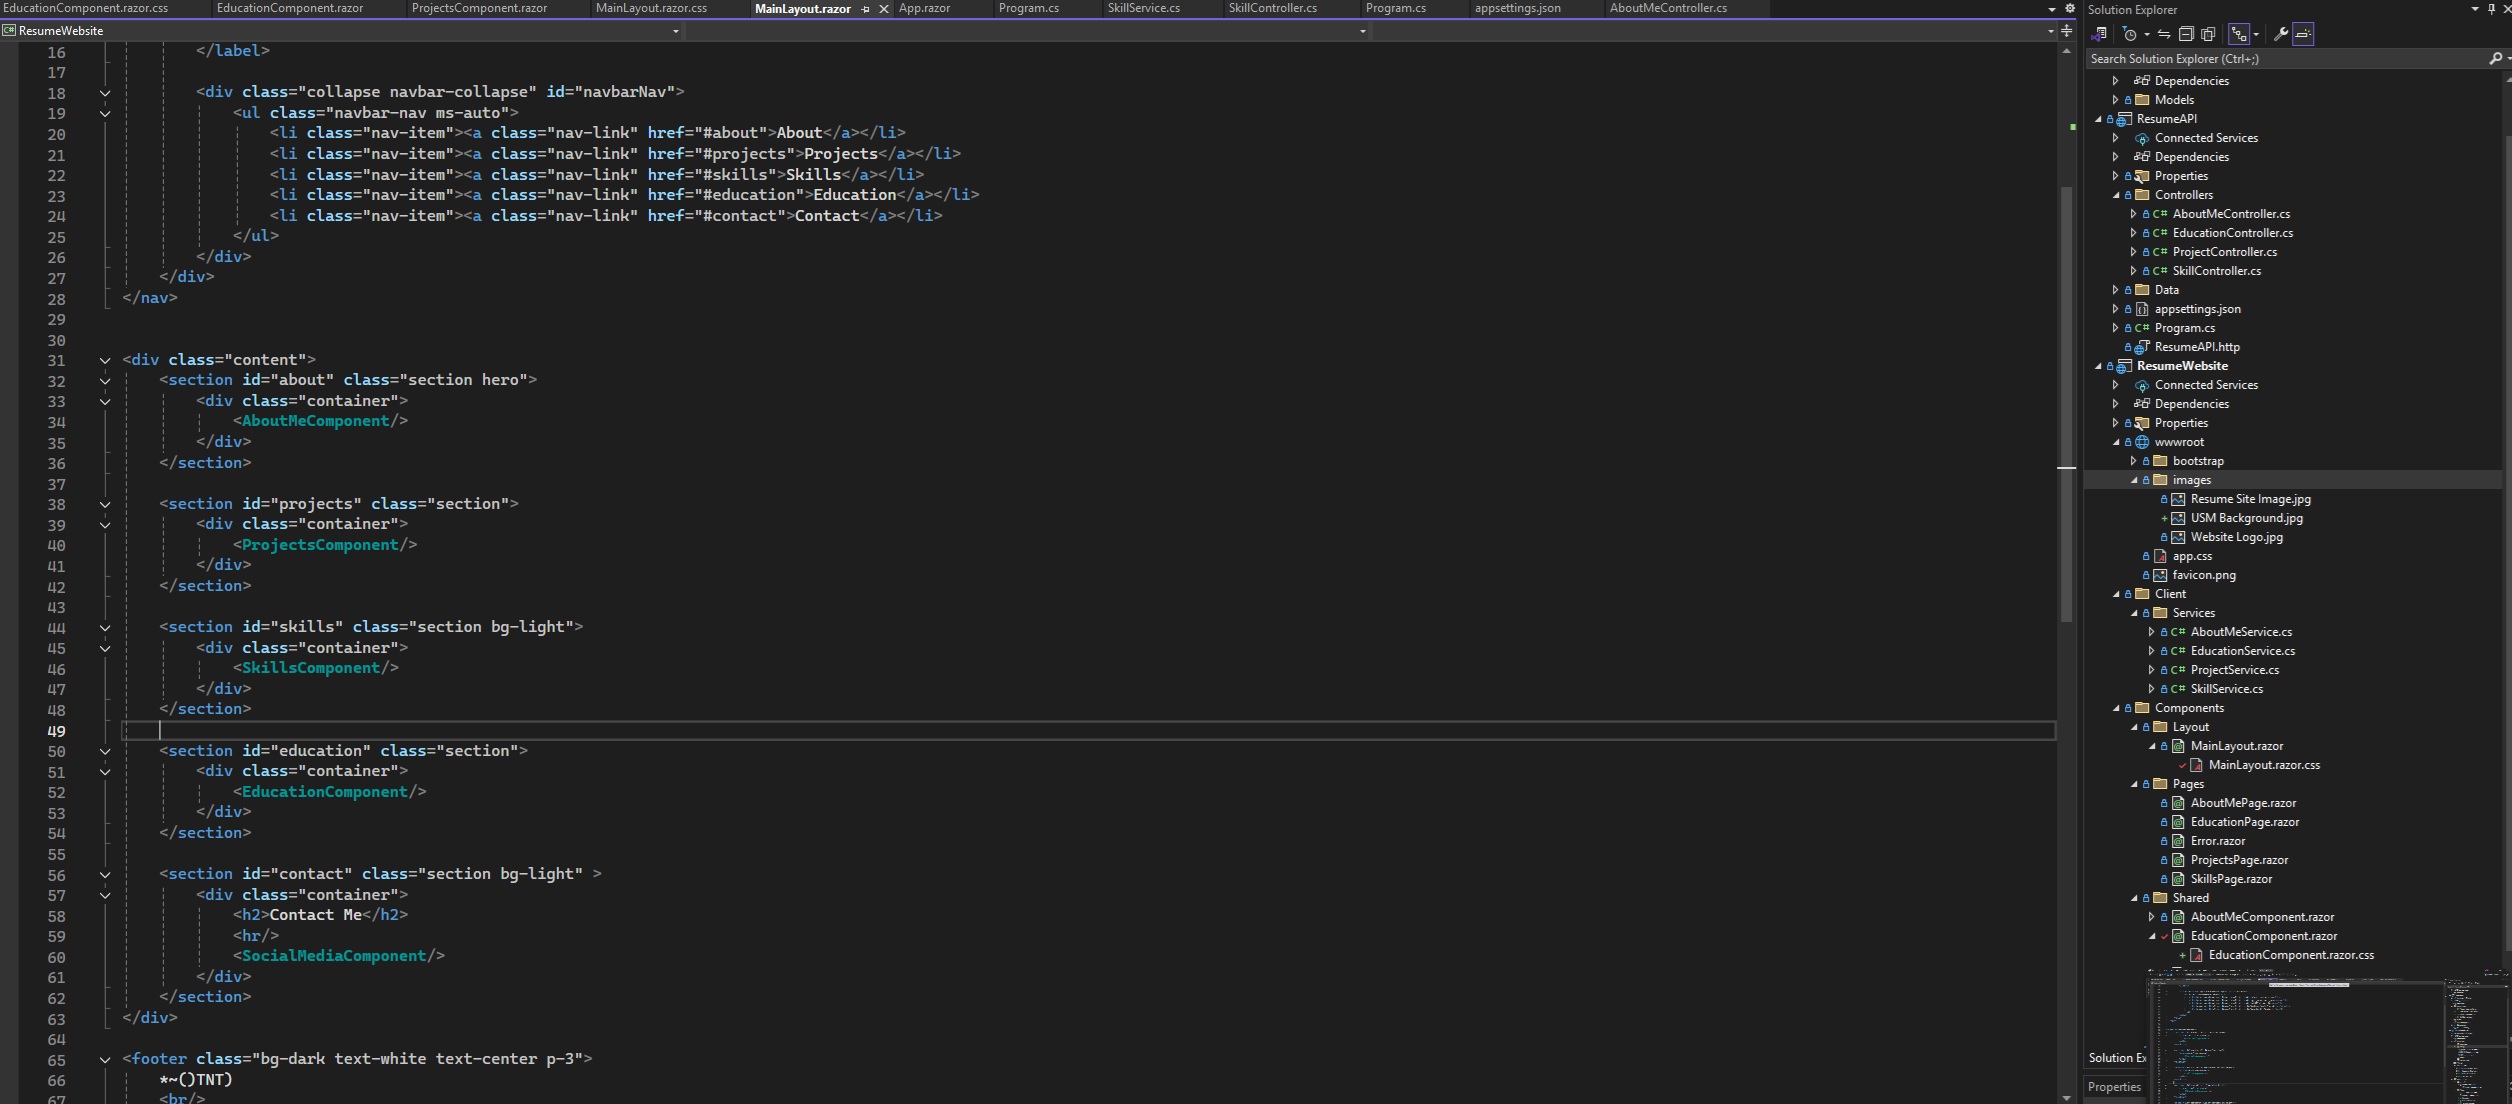 EducationComponent.razor.css EducationComponent.razor ProjectsComponent.razor MainLayout.razor.css MainLayout.razor App.razor Program.cs SkillService.cs SkillController.cs Program.cs appsettings.json AboutMeController.cs
ResumeWebsite
16 </label>
17
18 <div class="collapse navbar-collapse" id="navbarNav">
19 <ul class="navbar-nav ms-auto">
20 <li class="nav-item"><a class="nav-link" href="#about">About</a></li>
21 <li class="nav-item"><a class="nav-link" href="#projects">Projects</a></li>
22 <li class="nav-item"><a class="nav-link" href="#skills">Skills</a></li>
23 <li class="nav-item"><a class="nav-link" href="#education">Education</a></li>
24 <li class="nav-item"><a class="nav-link" href="#contact">Contact</a></li>
25 </ul>
26 </div>
27 </div>
28 </nav>
29
30
31 <div class="content">
32 <section id="about" class="section hero">
33 <div class="container">
34 <AboutMeComponent/>
35 </div>
36 </section>
37
38 <section id="projects" class="section">
39 <div class="container">
40 <ProjectsComponent/>
41 </div>
42 </section>
43
44 <section id="skills" class="section bg-light">
45 <div class="container">
46 <SkillsComponent/>
47 </div>
48 </section>
49
50 <section id="education" class="section">
51 <div class="container">
52 <EducationComponent/>
53 </div>
54 </section>
55
56 <section id="contact" class="section bg-light" >
57 <div class="container">
58 <h2>Contact Me</h2>
59 <hr/>
60 <SocialMediaComponent/>
61 </div>
62 </section>
63 </div>
64
65 <footer class="bg-dark text-white text-center p-3">
66 *~()TNT)
67 <br/>
Solution Explorer
Search Solution Explorer (Ctrl+;)
Dependencies
Models
ResumeAPI
Connected Services
Dependencies
Properties
Controllers
C# AboutMeController.cs
C# EducationController.cs
C# ProjectController.cs
C# SkillController.cs
Data
appsettings.json
C# Program.cs
ResumeAPI.http
ResumeWebsite
Connected Services
Dependencies
Properties
wwwroot
bootstrap
images
Resume Site Image.jpg
USM Background.jpg
Website Logo.jpg
app.css
favicon.png
Client
Services
C# AboutMeService.cs
C# EducationService.cs
C# ProjectService.cs
C# SkillService.cs
Components
Layout
MainLayout.razor
MainLayout.razor.css
Pages
AboutMePage.razor
EducationPage.razor
Error.razor
ProjectsPage.razor
SkillsPage.razor
Shared
AboutMeComponent.razor
EducationComponent.razor
EducationComponent.razor.css
Solution Ex
Properties